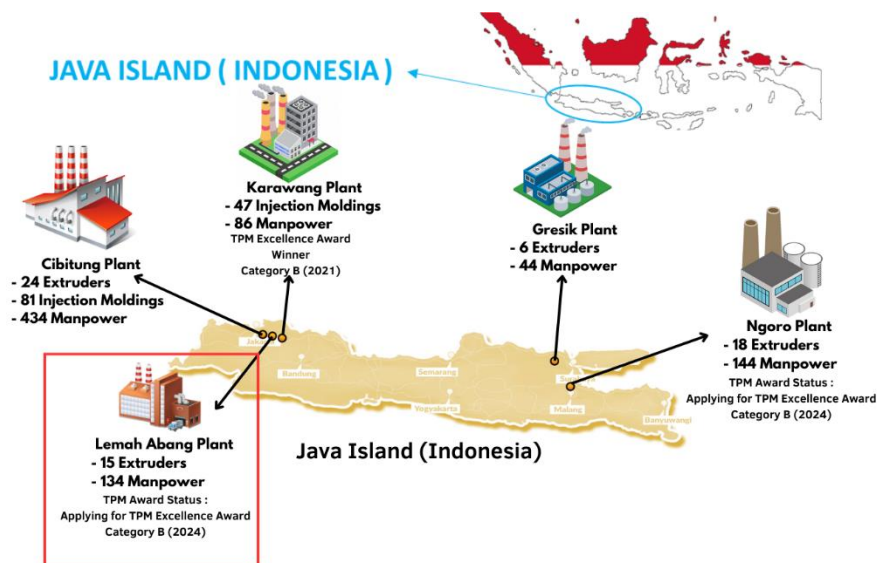 JAVA ISLAND ( INDONESIA )
Karawang Plant
- 47 Injection Moldings
- 86 Manpower
TPM Excellence Award
Winner
Category B (2021)
Cibitung Plant
- 24 Extruders
- 81 Injection Moldings
- 434 Manpower
Gresik Plant
- 6 Extruders
- 44 Manpower
Ngoro Plant
- 18 Extruders
- 144 Manpower
TPM Award Status :
Applying for TPM Excellence Award
Category B (2024)
Bandung
Semarang
Yogyakarta
Malang
Banyuwangi
Lemah Abang Plant
- 15 Extruders
- 134 Manpower
TPM Award Status :
Applying for TPM Excellence Award
Category B (2024)
Java Island (Indonesia)